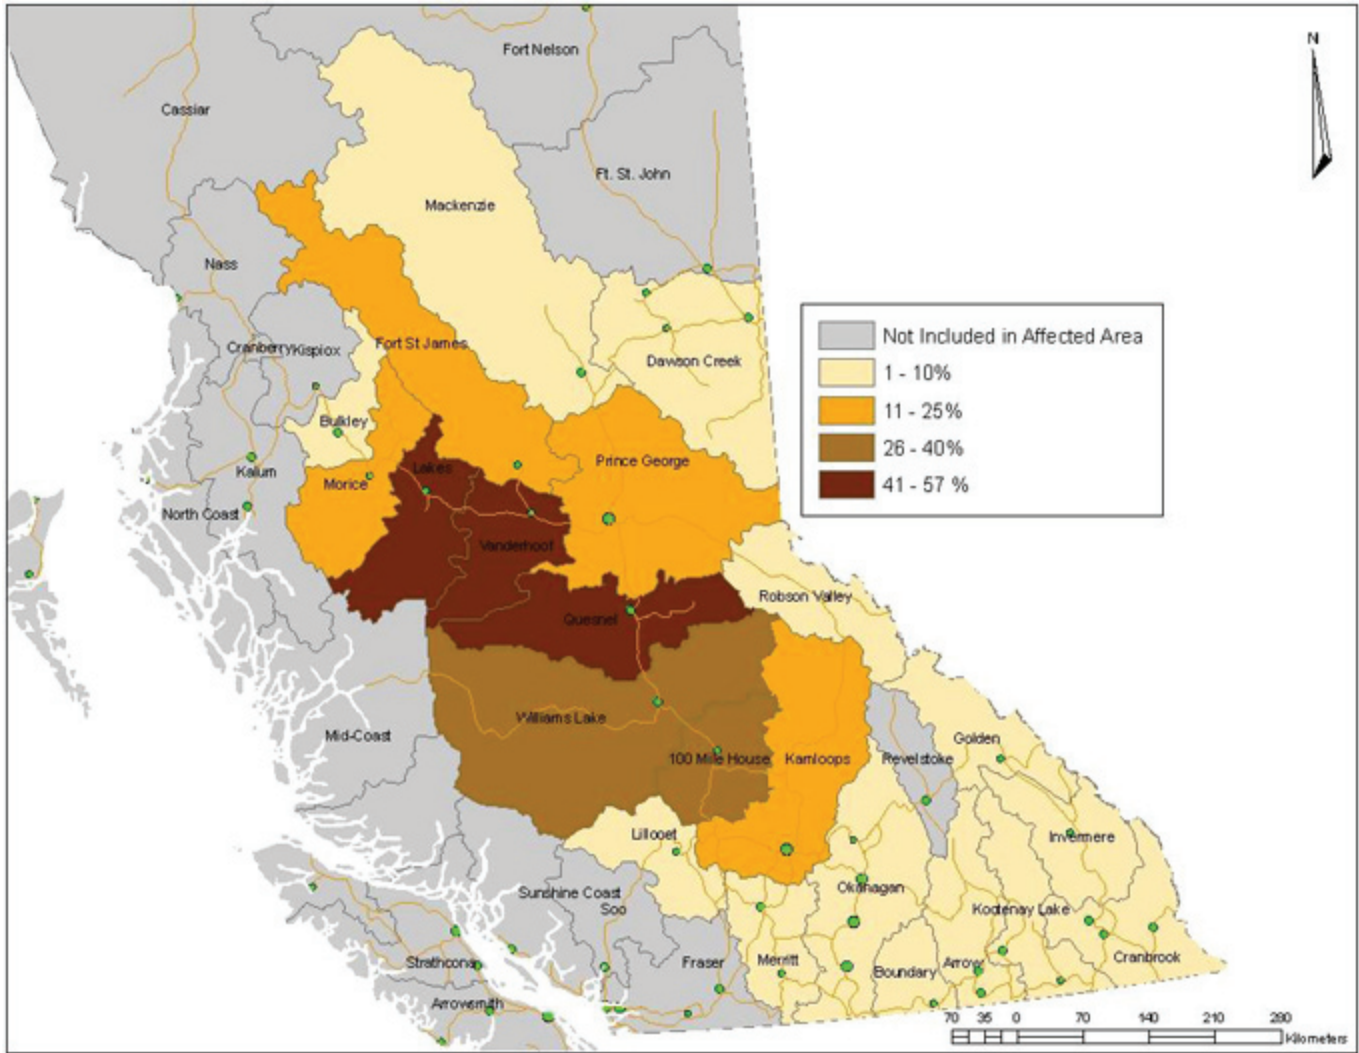 Fort Nelson
N
Cassiar
Ft. St. John
Mackenzie
Nass
Not Included in Affected Area
Cranberry
Kispiox
Fort St James
Dawson Creek
1 - 10%
11 - 25%
Bulkley
26 - 40%
Kalum
Lakes
Prince George
Morice
41 - 57 %
North Coast
Vanderhoof
Robson Valley
Quesnel
Williams Lake
Mid-Coast
100 Mile House
Kamloops
Revelstoke
Golden
Lillooet
Invermere
Okanagan
Sunshine Coast
Soo
Kootenay Lake
Strathcona
Fraser
Merritt
Boundary
Arrow
Cranbrook
Arrowsmith
70 35 0 70 140 210 280
Kilometers